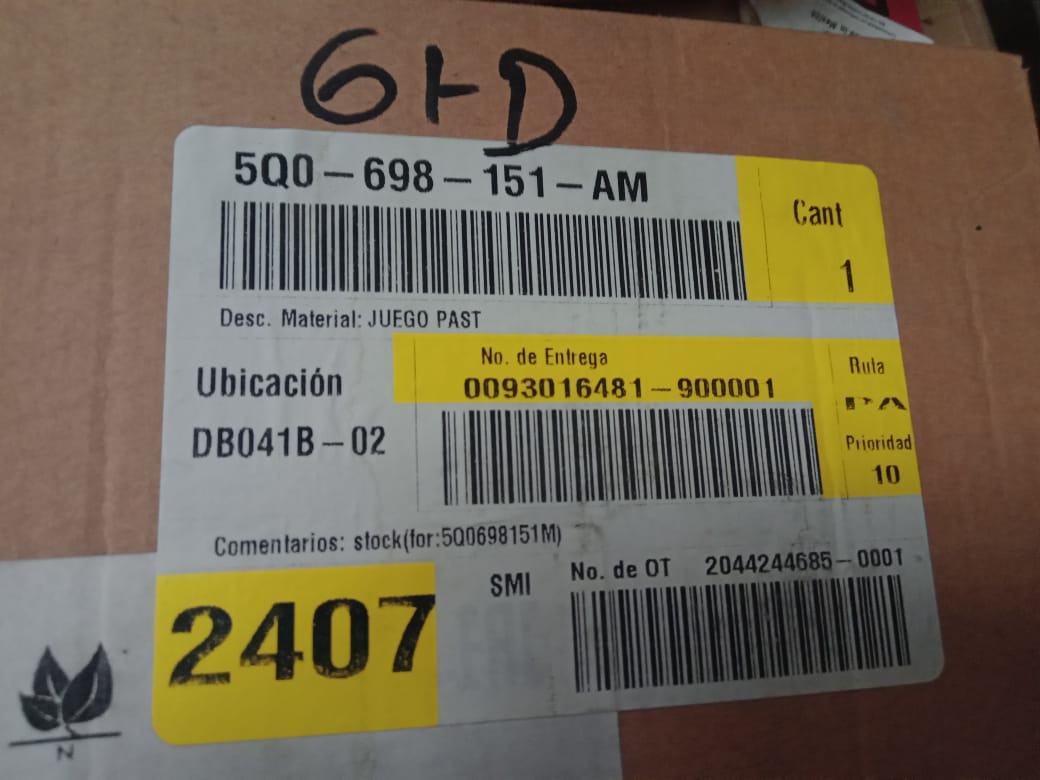 61-D
5Q0-698-151-AM
Cant
1
Desc. Material: JUEGO PAST
No. de Entrega
0093016481-900001
Ruta
Ubicación
DB041B-02
Prioridad
10
Comentarios: stock(for:5Q0698151M)
SMI
No. de OT 2044244685-0001
2407
N